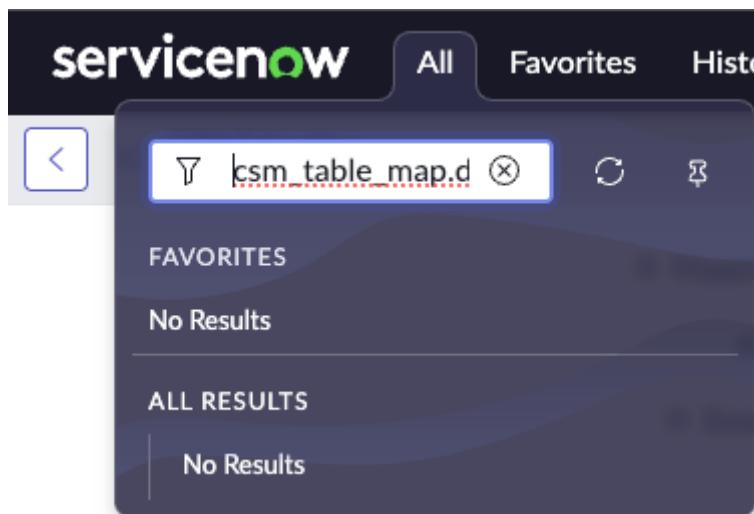 servicenow All Favorites Histo
csm_table_map.d
FAVORITES
No Results
ALL RESULTS
No Results